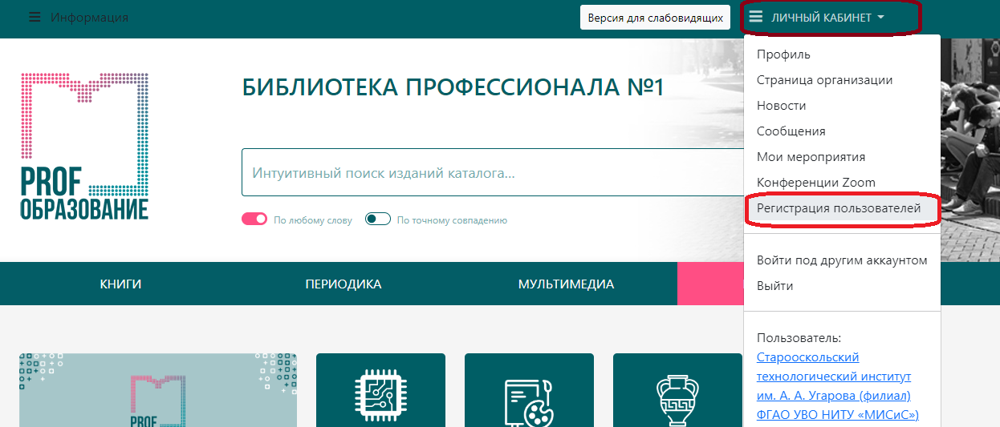 Информация
Версия для слабовидящих
ЛИЧНЫЙ КАБИНЕТ
PROF
ОБРАЗОВАНИЕ
БИБЛИОТЕКА ПРОФЕССИОНАЛА №1
Интуитивный поиск изданий каталога...
По любому слову
По точному совпадению
Профиль
Страница организации
Новости
Сообщения
Мои мероприятия
Конференции Zoom
Регистрация пользователей
Войти под другим аккаунтом
Выйти
Пользователь:
Старооскольский
технологический институт
им. А. А. Угарова (филиал)
ФГАО УВО НИТУ «МИСиС»)
КНИГИ
ПЕРИОДИКА
МУЛЬТИМЕДИА
PROF